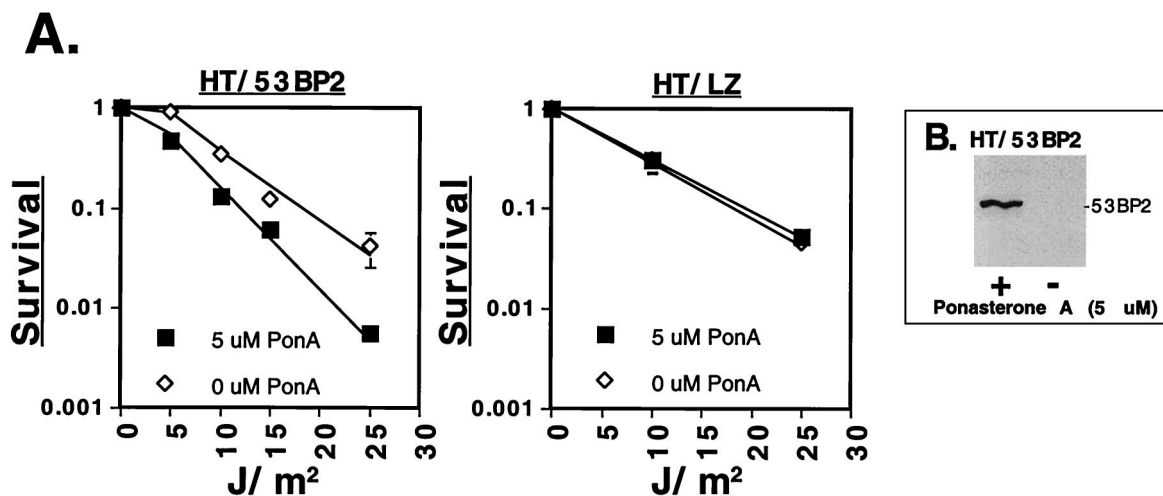 A.
HT/ 53BP2
1
0.1
0.01
0.001
Survival
5 uM PonA
0 uM PonA
0 5 10 15 20 25 30
J/ m²
HT/ LZ
1
0.1
0.01
0.001
Survival
5 uM PonA
0 uM PonA
0 5 10 15 20 25 30
J/ m²
B.
HT/ 53BP2
-53BP2
+ -
Ponasterone A (5 uM)